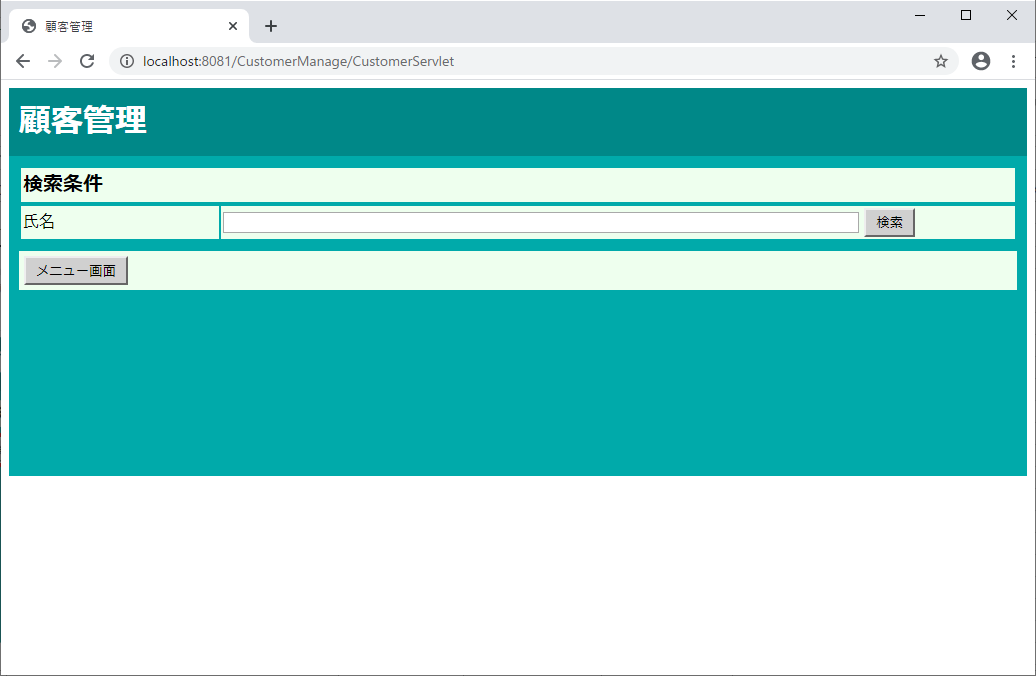 顧客管理
localhost:8081/CustomerManage/CustomerServlet
顧客管理
検索条件
氏名 検索
メニュー画面